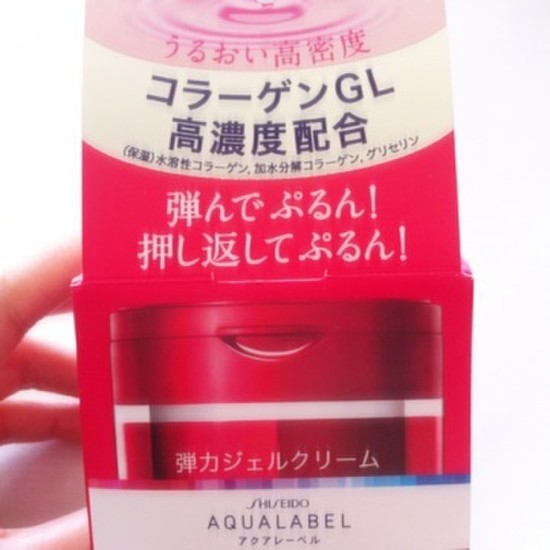 うるおい高密度
コラーゲンGL
高濃度配合
(保湿)水溶性コラーゲン,加水分解コラーゲン,グリセリン
弾んでぷるん!
押し返してぷるん!
弾力ジェルクリーム
SHISEIDO
AQUALABEL
アクアレーベル